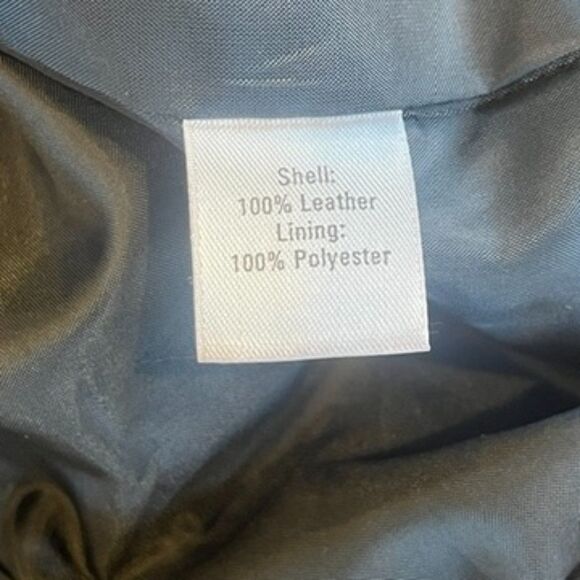 Shell:
100% Leather
Lining:
100% Polyester